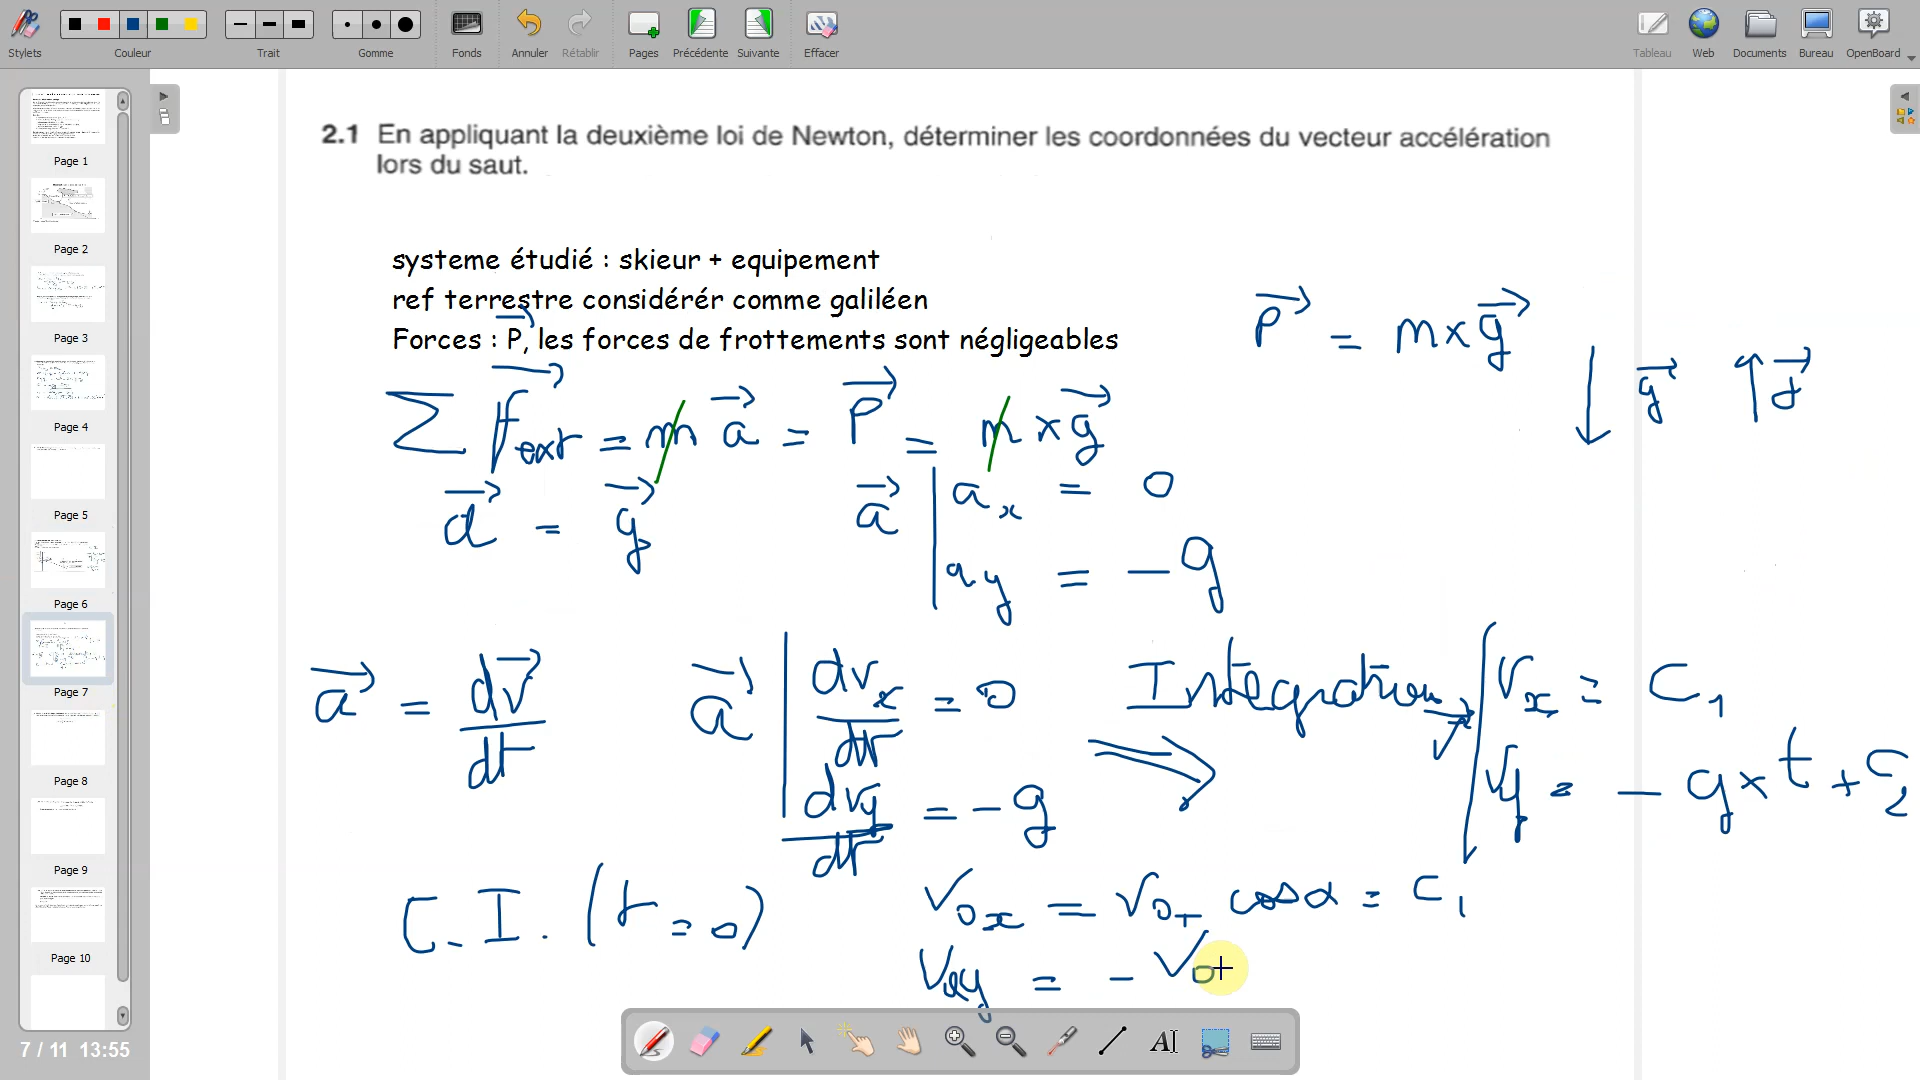 Stylets Couleur Trait Gomme Fonds Annuler Rétablir Pages Précédente Suivante Effacer Tableau Web Documents Bureau OpenBoard
Page 1
Page 2
Page 3
Page 4
Page 5
Page 6
Page 7
Page 8
Page 9
Page 10
7 / 11 13:55
2.1 En appliquant la deuxième loi de Newton, déterminer les coordonnées du vecteur accélération
lors du saut.
systeme étudié : skieur + equipement
ref terrestre considérér comme galiléen
Forces : P, les forces de frottements sont négligeables
P = m x g
g j
Σ Fext = m a = P = m x g
a = g
a ax = 0
ay = - g
a = dv/dt
a dvx/dt = 0
dvy/dt = - g
Intégration
v vx = C1
vy = - g x t + C2
C.I. (t = 0)
V0x = V0 cos α = C1
V0y = - V0
AI